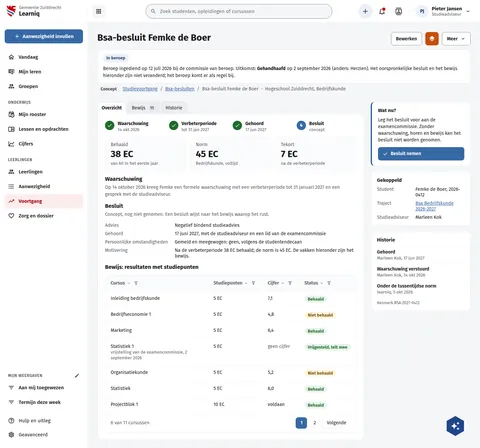 Gemeente Zuiddrecht
Learniq
Zoek studenten, opleidingen of cursussen
PJ
Pieter Jansen
Studieadviseur
Aanwezigheid invullen
Vandaag
Mijn leren
Groepen
ONDERWIJS
Mijn rooster
Lessen en opdrachten
Cijfers
LEERLINGEN
Leerlingen
Aanwezigheid
Voortgang
Zorg en dossier
MIJN WEERGAVEN
Aan mij toegewezen
Termijn deze week
Hulp en uitleg
Geavanceerd
Bsa-besluit Femke de Boer
Bewerken
Meer
In beroep
Beroep ingediend op 12 juli 2026 bij de commissie van beroep. Uitkomst: Gehandhaafd op 2 september 2026 (anders: Herzien). Het oorspronkelijke besluit en het bewijs
hieronder zijn niet veranderd; het beroep komt er als regel bij.
Concept
Studievoortgang / Bsa-besluiten / Bsa-besluit Femke de Boer - Hogeschool Zuiddrecht, Bedrijfskunde
Overzicht
Bewijs
Historie
Waarschuwing
14 okt 2026
Verbeterperiode
tot 31 jan 2027
Gehoord
17 juni 2027
4
Besluit
concept
Behaald
38 EC
van 60 in het eerste jaar
Norm
45 EC
Bedrijfskunde, voltijd
Tekort
7 EC
na de verbeterperiode
Waarschuwing
Op 14 oktober 2026 kreeg Femke een formele waarschuwing met een verbeterperiode tot 31 januari 2027 en een
gesprek met de studieadviseur.
Besluit
Concept, nog niet genomen. Een besluit wijst naar het bewijs waarop het rust.
Advies
Negatief bindend studieadvies
Gehoord
17 juni 2027, met de studieadviseur en een lid van de examencommissie
Persoonlijke omstandigheden
Gemeld en meegewogen; geen, volgens de studentendecaan
Motivering
Na de verbeterperiode 38 EC behaald; de norm is 45 EC. De vakken hieronder zijn het
bewijs.
Bewijs: resultaten met studiepunten
Cursus
Studiepunten
Cijfer
Status
Inleiding bedrijfskunde
5 EC
7,1
Behaald
Bedrijfseconomie 1
5 EC
4,8
Niet behaald
Marketing
5 EC
6,4
Behaald
Statistiek 1
vrijstelling van de examencommissie, 2
september 2026
5 EC
geen cijfer
Vrijgesteld, telt mee
Organisatiekunde
5 EC
5,2
Niet behaald
Statistiek
5 EC
6,0
Behaald
Projectblok 1
10 EC
voldaan
Behaald
1
2
Volgende
Wat nu?
Leg het besluit voor aan de
examencommissie. Zonder
waarschuwing, horen en bewijs kan het
besluit niet worden genomen.
Besluit nemen
Gekoppeld
Student
Femke de Boer, 2026-
0412
Traject
Bsa Bedrijfskunde
2026-2027
Studieadviseur
Marleen Kok
Historie
Gehoord
Marleen Kok, 17 juni 2027
Waarschuwing verstuurd
Marleen Kok, 14 okt 2026
Onder de tussentijdse norm
Learniq, 5 okt 2026
Kenmerk BSA-2027-0412